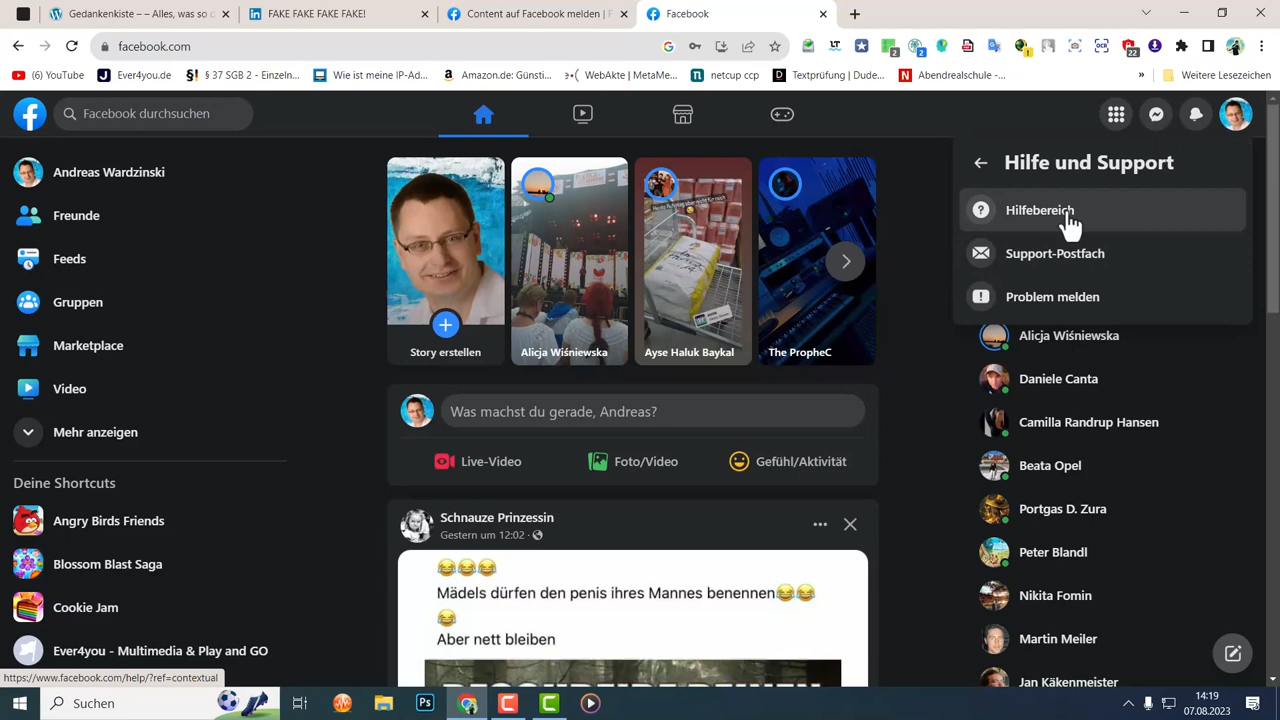 Gedankenkiste – – Alles, was so d
FAKE FAKE FAKE FAKE!
Content auf Facebook melden | F
Facebook
facebook.com
2
2
1
22
(6) YouTube
Ever4you.de
§ 37 SGB 2 - Einzeln...
Wie ist meine IP-Ad...
Amazon.de: Günsti...
WebAkte | MetaMe...
netcup ccp
Textprüfung | Dude...
Abendrealschule -...
»
Weitere Lesezeichen
Facebook durchsuchen
Andreas Wardzinski
Freunde
Feeds
Gruppen
Marketplace
Video
Mehr anzeigen
Deine Shortcuts
Angry Birds Friends
Blossom Blast Saga
Cookie Jam
Ever4you - Multimedia & Play and GO
https://www.facebook.com/help/?ref=contextual
Story erstellen
Alicja Wiśniewska
Ayse Haluk Baykal
The PropheC
Was machst du gerade, Andreas?
Live-Video
Foto/Video
Gefühl/Aktivität
Schnauze Prinzessin
Gestern um 12:02 ·
😂😂😂
Mädels dürfen den penis ihres Mannes benennen😂😂
😂
Aber nett bleiben
Hilfe und Support
Hilfebereich
Support-Postfach
Problem melden
Alicja Wiśniewska
Daniele Canta
Camilla Randrup Hansen
Beata Opel
Portgas D. Zura
Peter Blandl
Nikita Fomin
Martin Meiler
Jan Käkenmeister
Suchen
14:19
07.08.2023